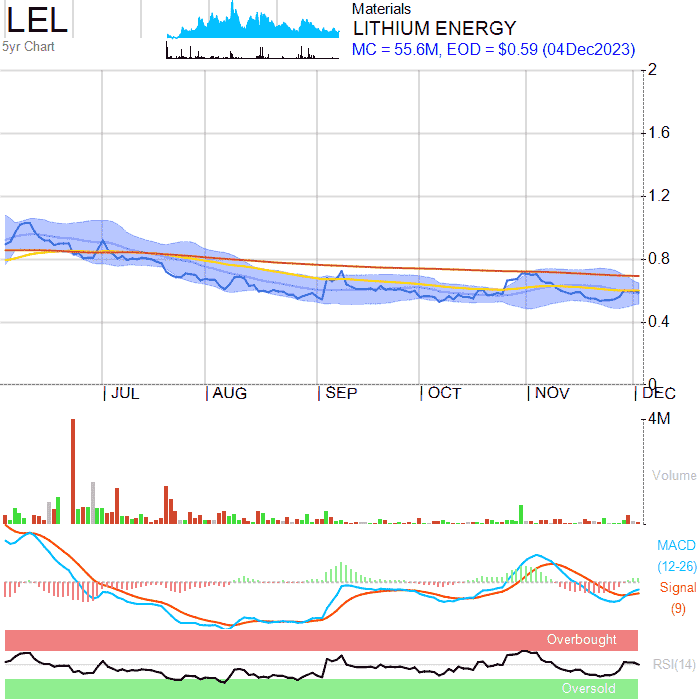 LEL
5yr Chart
Materials
LITHIUM ENERGY
MC = 55.6M, EOD = $0.59 (04Dec2023)
2
1.6
1.2
0.8
0.4
0
JUL AUG SEP OCT NOV DEC
4M
Volume
MACD
(12-26)
Signal
(9)
Overbought
RSI(14)
Oversold